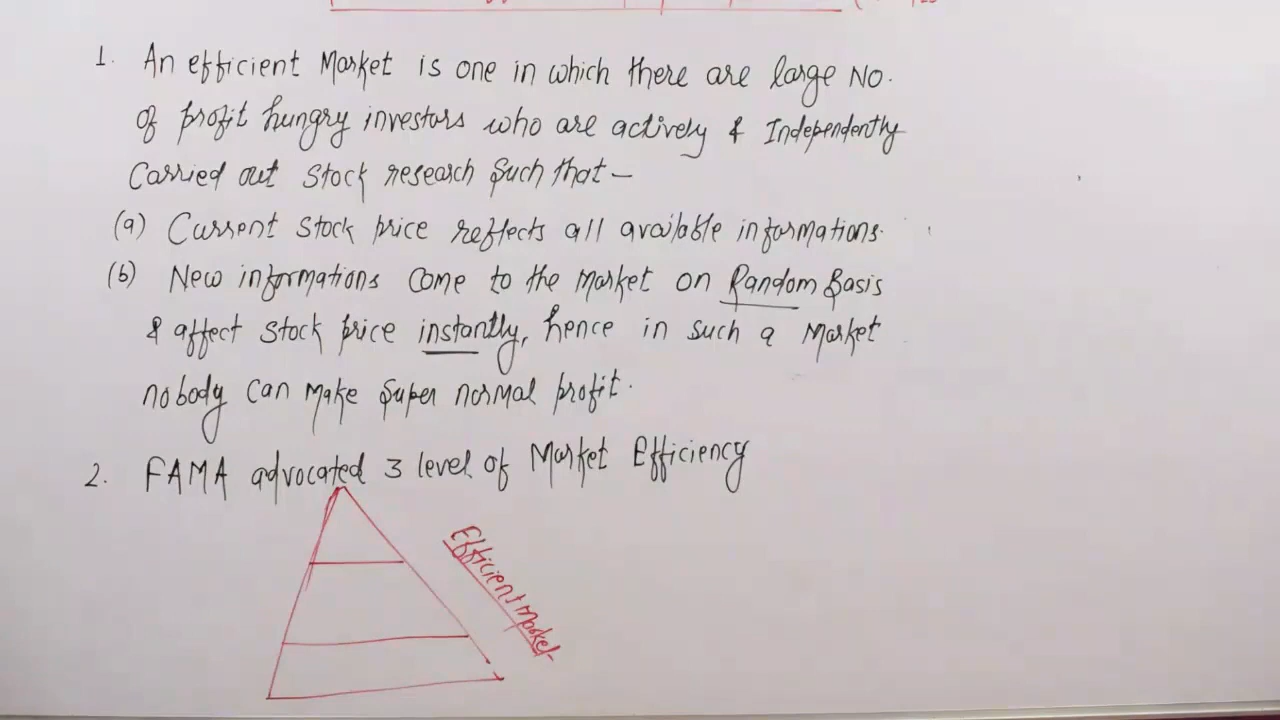 1. An efficient Market is one in which there are large No.
of profit hungry investors who are actively & Independently
Carried out Stock research Such that –
(a) Current Stock price reflects all available informations.
(b) New informations Come to the Market on Random Basis
& affect Stock price instantly, hence in such a Market
nobody Can Make Super normal profit.
2. FAMA advocated 3 level of Market Efficiency
Efficient Market